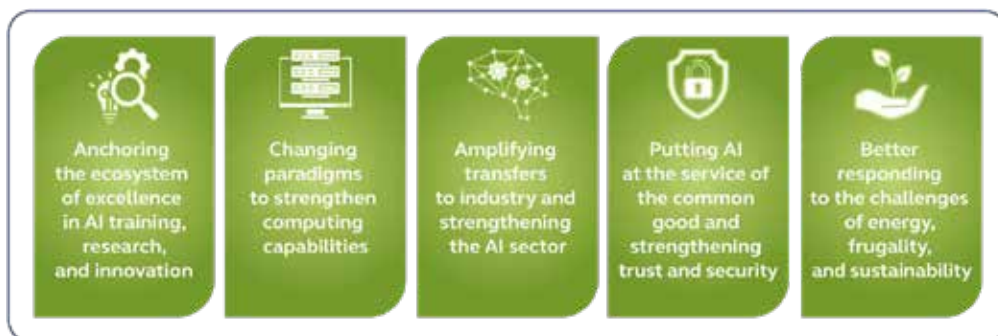 Anchoring
the ecosystem
of excellence
in AI training,
research,
and innovation
Changing
paradigms
to strengthen
computing
capabilities
Amplifying
transfers
to industry and
strengthening
the AI sector
Putting AI
at the service of
the common
good and
strengthening
trust and security
Better
responding
to the challenges
of energy,
frugality,
and sustainability